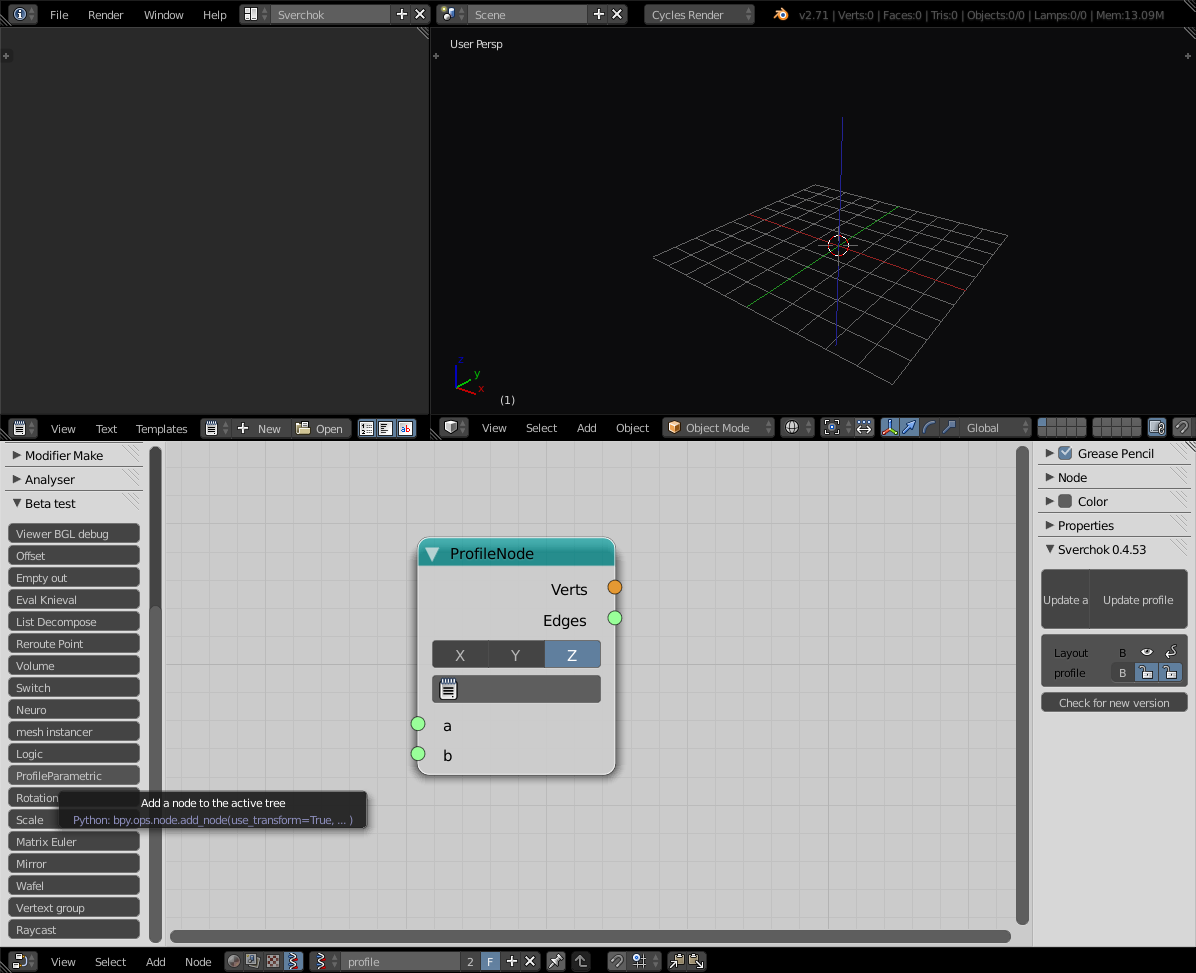 File Render Window Help Sverchok Scene Cycles Render v2.71 | Verts:0 | Faces:0 | Tris:0 | Objects:0/0 | Lamps:0/0 | Mem:13.09M
User Persp
z
y
x
(1)
View Text Templates New Open ab
View Select Add Object Object Mode Global
Modifier Make
Analyser
Beta test
Viewer BGL debug
Offset
Empty out
Eval Knieval
List Decompose
Reroute Point
Volume
Switch
Neuro
mesh instancer
Logic
ProfileParametric
Rotation
Scale
Matrix Euler
Mirror
Wafel
Vertext group
Raycast
Add a node to the active tree
Python: bpy.ops.node.add_node(use_transform=True, ... )
ProfileNode
Verts
Edges
X Y Z
a
b
Grease Pencil
Node
Color
Properties
Sverchok 0.4.53
Update a Update profile
Layout B
profile B
Check for new version
View Select Add Node profile 2 F